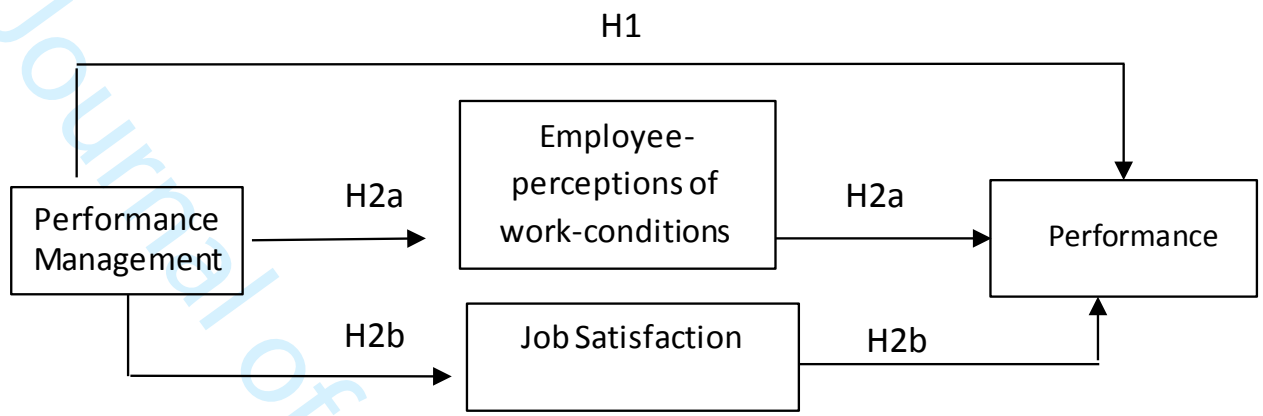 Journal of
H1
Employee-
perceptions of
work-conditions
H2a
H2a
Performance
Management
Performance
H2b
Job Satisfaction
H2b